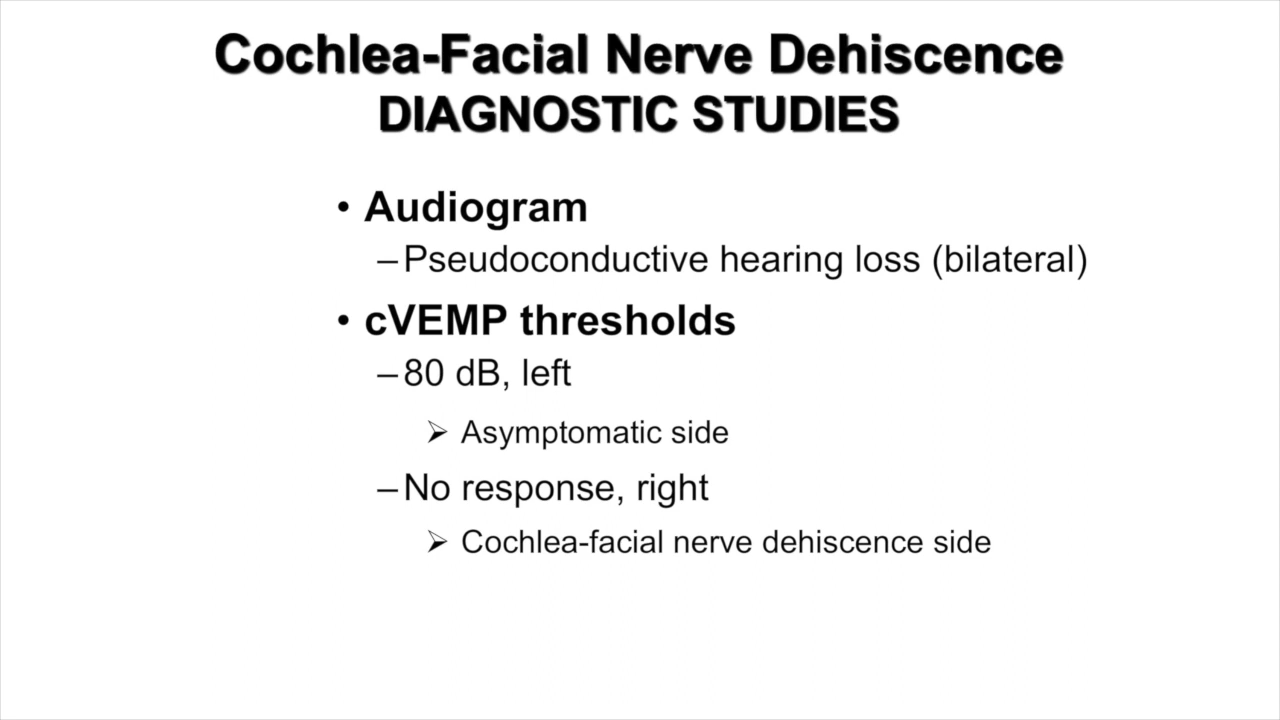 Cochlea-Facial Nerve Dehiscence
DIAGNOSTIC STUDIES
• Audiogram
–Pseudoconductive hearing loss (bilateral)
• cVEMP thresholds
–80 dB, left
➢ Asymptomatic side
–No response, right
➢ Cochlea-facial nerve dehiscence side